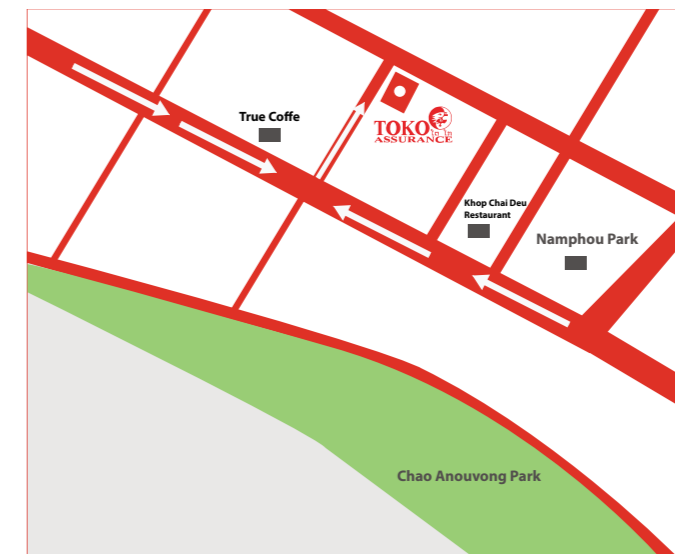 True Coffe
TOKO
ASSURANCE
Khop Chai Deu
Restaurant
Namphou Park
Chao Anouvong Park